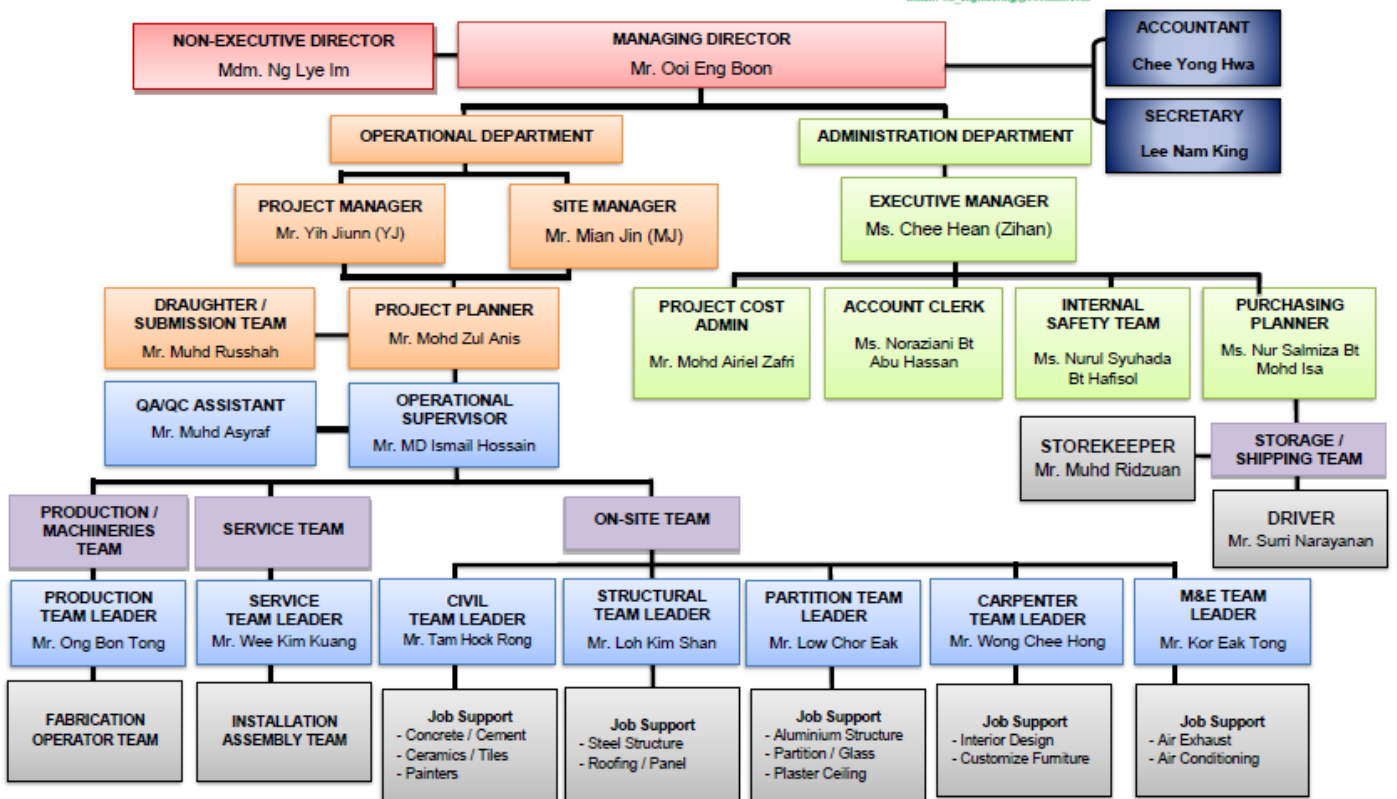 NON-EXECUTIVE DIRECTOR
Mdm. Ng Lye Im
MANAGING DIRECTOR
Mr. Ooi Eng Boon
ACCOUNTANT
Chee Yong Hwa
SECRETARY
Lee Nam King
OPERATIONAL DEPARTMENT
ADMINISTRATION DEPARTMENT
PROJECT MANAGER
Mr. Yih Jiunn (YJ)
SITE MANAGER
Mr. Mian Jin (MJ)
EXECUTIVE MANAGER
Ms. Chee Hean (Zihan)
DRAUGHTER /
SUBMISSION TEAM
Mr. Muhd Russhah
PROJECT PLANNER
Mr. Mohd Zul Anis
PROJECT COST
ADMIN
Mr. Mohd Airiel Zafri
ACCOUNT CLERK
Ms. Noraziani Bt
Abu Hassan
INTERNAL
SAFETY TEAM
Ms. Nurul Syuhada
Bt Hafisol
PURCHASING
PLANNER
Ms. Nur Salmiza Bt
Mohd Isa
QA/QC ASSISTANT
Mr. Muhd Asyraf
OPERATIONAL
SUPERVISOR
Mr. MD Ismail Hossain
STOREKEEPER
Mr. Muhd Ridzuan
STORAGE /
SHIPPING TEAM
DRIVER
Mr. Surri Narayanan
PRODUCTION /
MACHINERIES
TEAM
SERVICE TEAM
ON-SITE TEAM
PRODUCTION
TEAM LEADER
Mr. Ong Bon Tong
SERVICE
TEAM LEADER
Mr. Wee Kim Kuang
CIVIL
TEAM LEADER
Mr. Tam Hook Rong
STRUCTURAL
TEAM LEADER
Mr. Loh Kim Shan
PARTITION TEAM
LEADER
Mr. Low Chor Eak
CARPENTER
TEAM LEADER
Mr. Wong Chee Hong
M&E TEAM
LEADER
Mr. Kor Eak Tong
FABRICATION
OPERATOR TEAM
INSTALLATION
ASSEMBLY TEAM
Job Support
- Concrete / Cement
- Ceramics / Tiles
- Painters
Job Support
- Steel Structure
- Roofing / Panel
Job Support
- Aluminium Structure
- Partition / Glass
- Plaster Ceiling
Job Support
- Interior Design
- Customize Furniture
Job Support
- Air Exhaust
- Air Conditioning